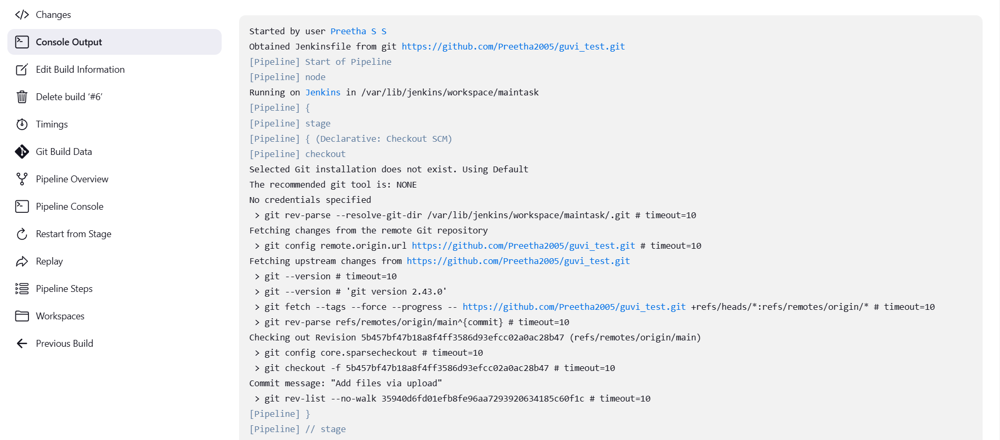 Changes
Console Output
Edit Build Information
Delete build ‘#6’
Timings
Git Build Data
Pipeline Overview
Pipeline Console
Restart from Stage
Replay
Pipeline Steps
Workspaces
Previous Build
Started by user Preetha S S
Obtained Jenkinsfile from git https://github.com/Preetha2005/guvi_test.git
[Pipeline] Start of Pipeline
[Pipeline] node
Running on Jenkins in /var/lib/jenkins/workspace/maintask
[Pipeline] {
[Pipeline] stage
[Pipeline] { (Declarative: Checkout SCM)
[Pipeline] checkout
Selected Git installation does not exist. Using Default
The recommended git tool is: NONE
No credentials specified
 > git rev-parse --resolve-git-dir /var/lib/jenkins/workspace/maintask/.git # timeout=10
Fetching changes from the remote Git repository
 > git config remote.origin.url https://github.com/Preetha2005/guvi_test.git # timeout=10
Fetching upstream changes from https://github.com/Preetha2005/guvi_test.git
 > git --version # timeout=10
 > git --version # 'git version 2.43.0'
 > git fetch --tags --force --progress -- https://github.com/Preetha2005/guvi_test.git +refs/heads/*:refs/remotes/origin/* # timeout=10
 > git rev-parse refs/remotes/origin/main^{commit} # timeout=10
Checking out Revision 5b457bf47b18a8f4ff3586d93efcc02a0ac28b47 (refs/remotes/origin/main)
 > git config core.sparsecheckout # timeout=10
 > git checkout -f 5b457bf47b18a8f4ff3586d93efcc02a0ac28b47 # timeout=10
Commit message: "Add files via upload"
 > git rev-list --no-walk 35940d6fd01efb8fe96aa7293920634185c60f1c # timeout=10
[Pipeline] }
[Pipeline] // stage